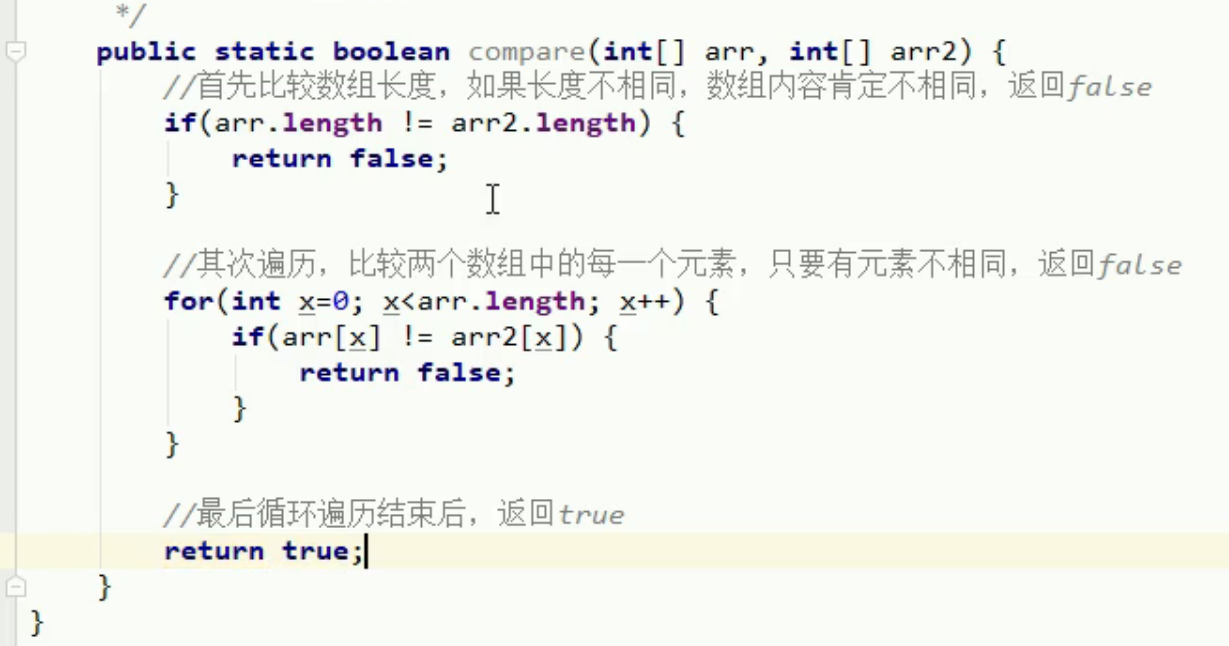 */
public static boolean compare(int[] arr, int[] arr2) {
//首先比较数组长度，如果长度不相同，数组内容肯定不相同，返回false
if(arr.length != arr2.length) {
return false;
}
//其次遍历，比较两个数组中的每一个元素，只要有元素不相同，返回false
for(int x=0; x<arr.length; x++) {
if(arr[x] != arr2[x]) {
return false;
}
}
//最后循环遍历结束后，返回true
return true;
}
}